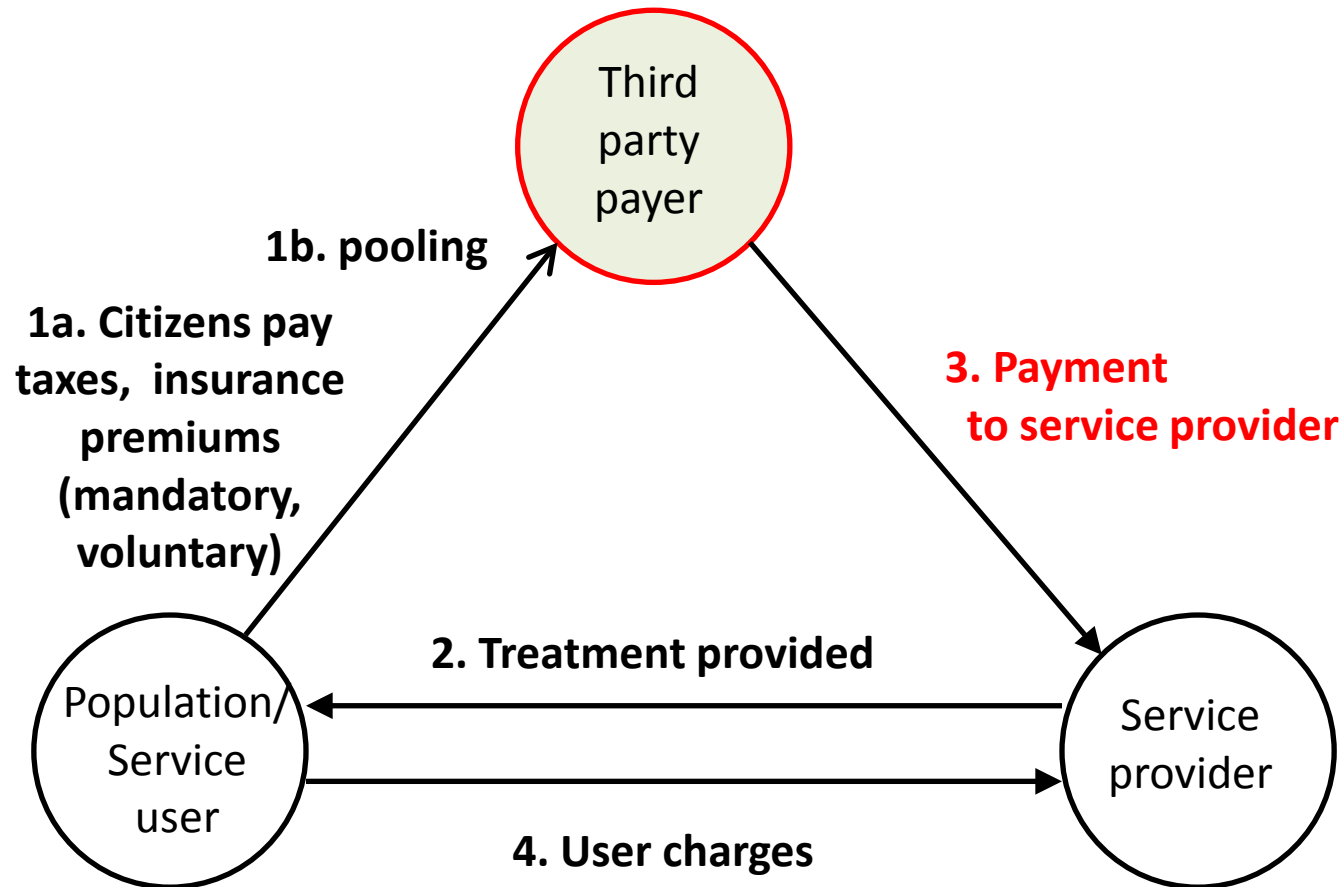 Third
party
payer
1b. pooling
1a. Citizens pay
taxes,  insurance
premiums
(mandatory,
voluntary)
3. Payment
to service provider
2. Treatment provided
Population/
Service
user
Service
provider
4. User charges